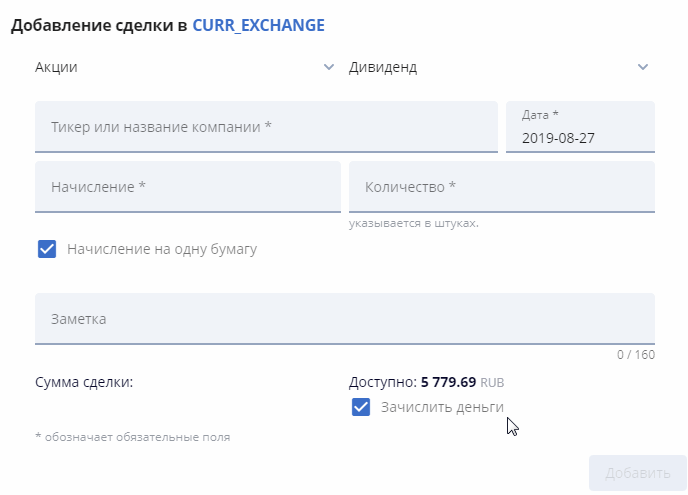 Добавление сделки в CURR_EXCHANGE
Акции Дивиденд
Тикер или название компании *
Дата *
2019-08-27
Начисление * Количество *
указывается в штуках.
Начисление на одну бумагу
Заметка
0 / 160
Сумма сделки: Доступно: 5 779.69 RUB
Зачислить деньги
* обозначает обязательные поля
Добавить